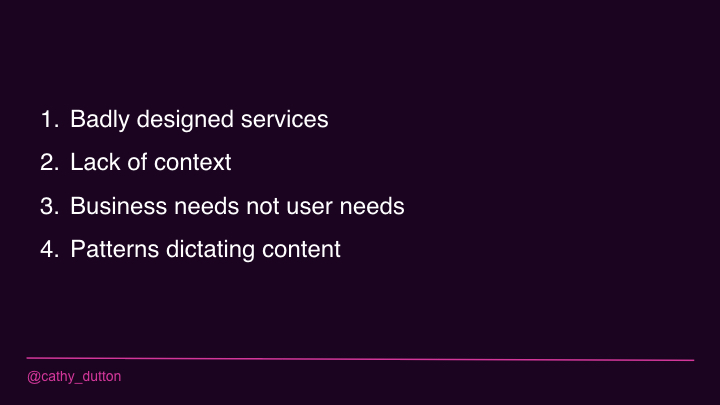 1. Badly designed services
2. Lack of context
3. Business needs not user needs
4. Patterns dictating content
@cathy_dutton